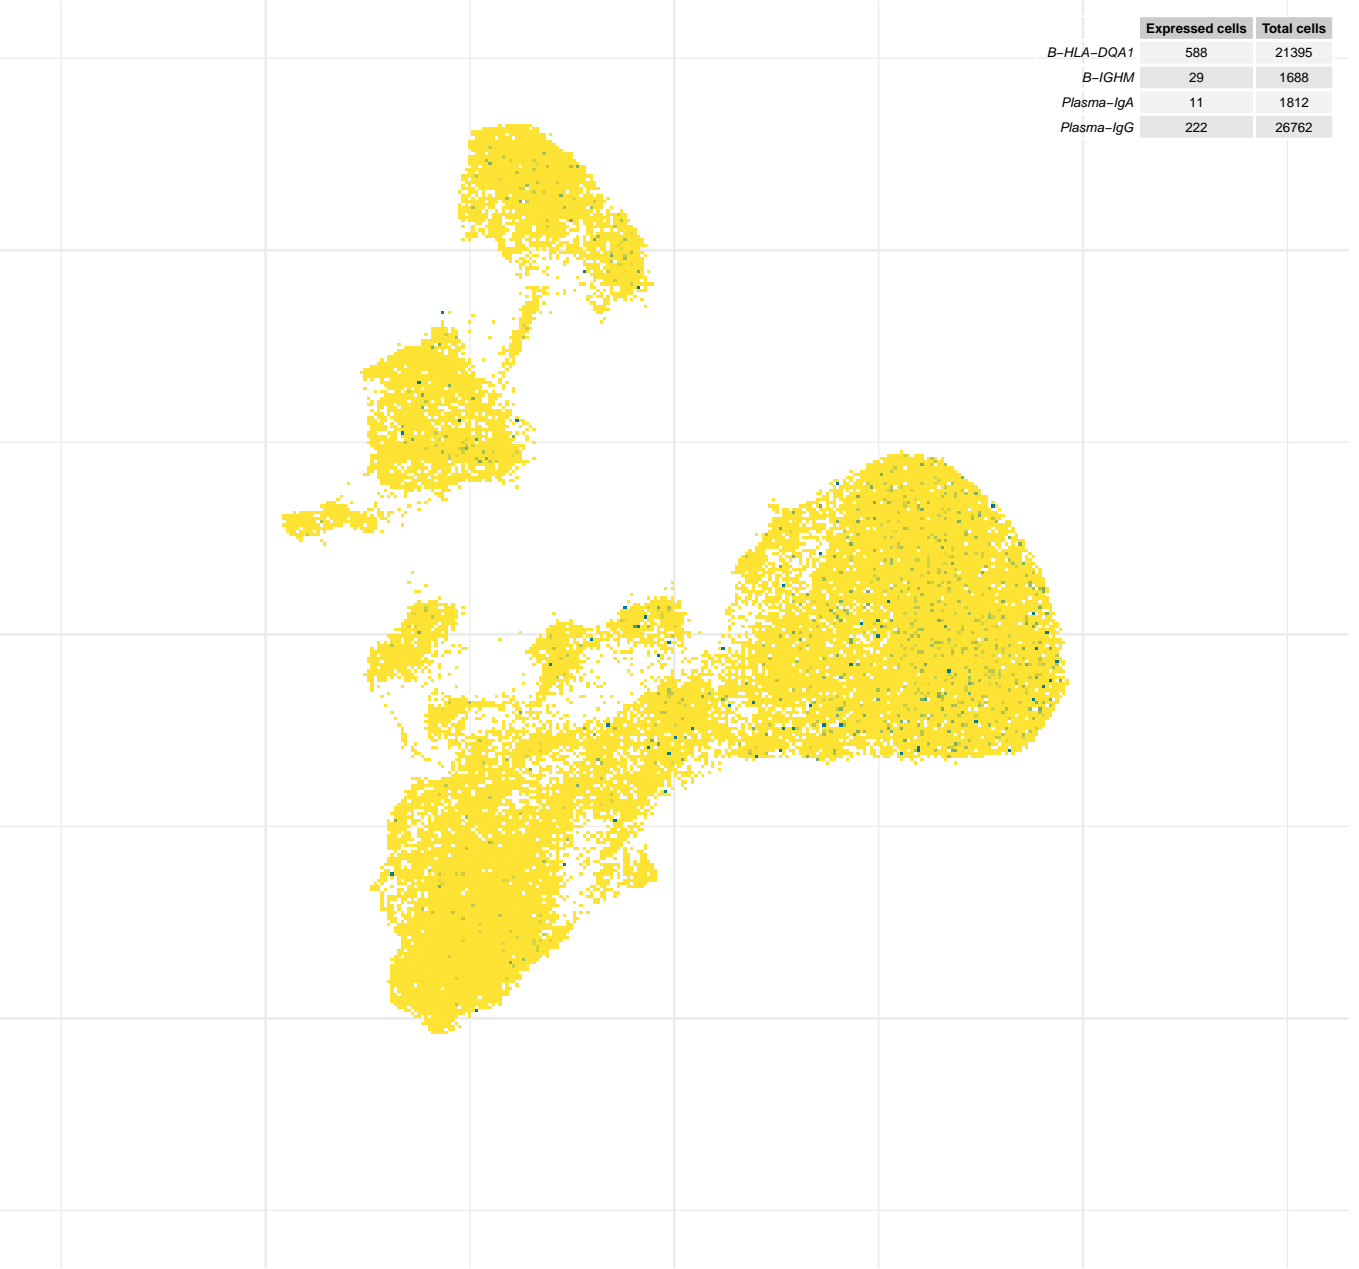 Expressed cells Total cells
B−HLA−DQA1 588 21395
B−IGHM 29 1688
Plasma−IgA 11 1812
Plasma−IgG 222 26762